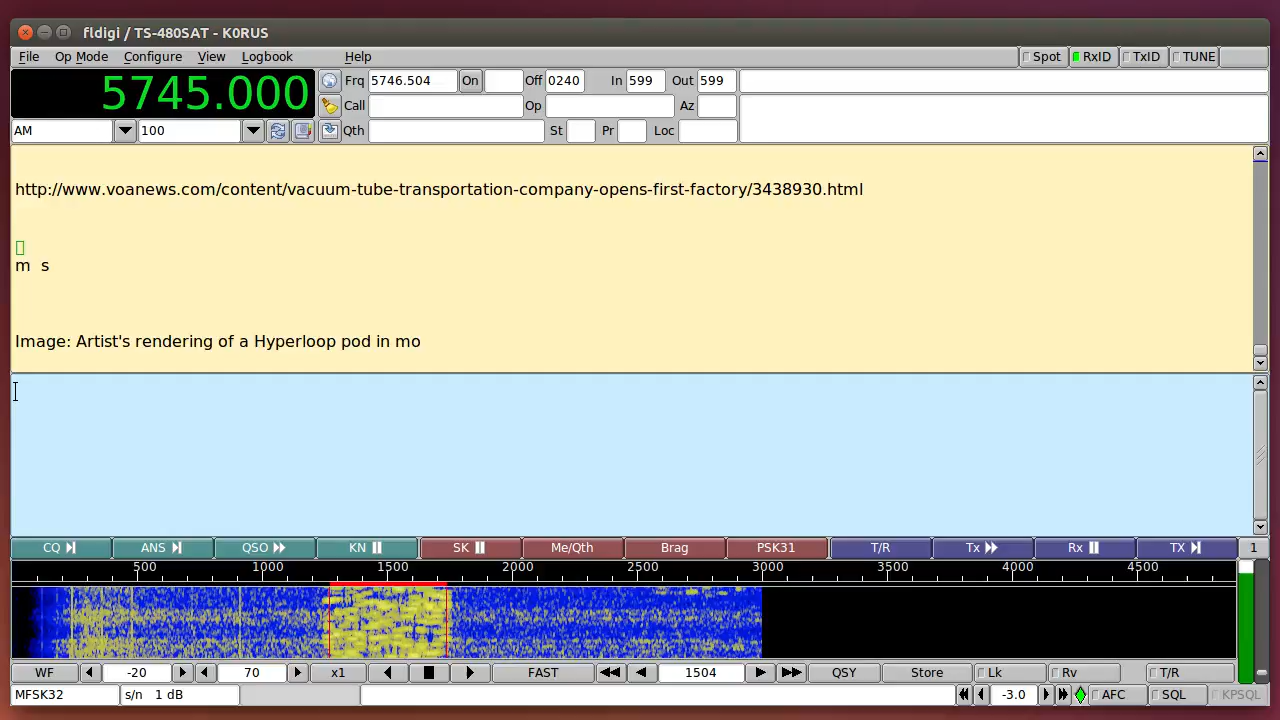 fldigi / TS-480SAT - K0RUS
File Op Mode Configure View Logbook Help Spot RxID TxID TUNE
5745.000 Frq 5746.504 On Off 0240 In 599 Out 599
Call Op Az
AM 100 Qth St Pr Loc
http://www.voanews.com/content/vacuum-tube-transportation-company-opens-first-factory/3438930.html
m s
Image: Artist's rendering of a Hyperloop pod in mo
CQ ANS QSO KN SK Me/Qth Brag PSK31 T/R Tx Rx TX 1
500 1000 1500 2000 2500 3000 3500 4000 4500
WF -20 70 x1 FAST 1504 QSY Store Lk Rv T/R
MFSK32 s/n 1 dB -3.0 AFC SQL KPSQL